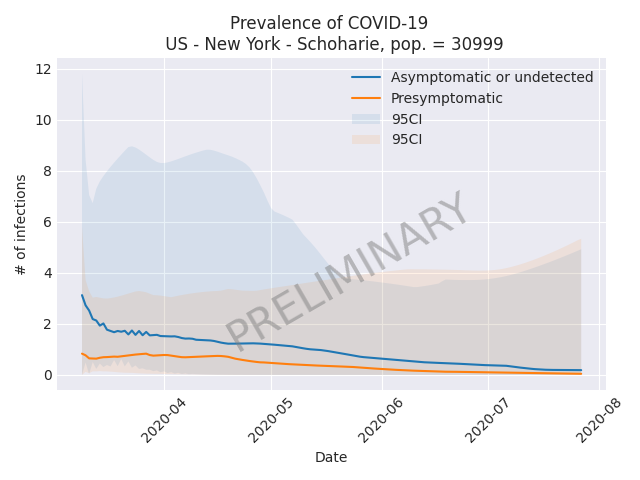 Prevalence of COVID-19
US - New York - Schoharie, pop. = 30999
12
10
8
6
4
2
0
# of infections
Asymptomatic or undetected
Presymptomatic
95CI
95CI
PRELIMINARY
2020-04
2020-05
2020-06
2020-07
2020-08
Date